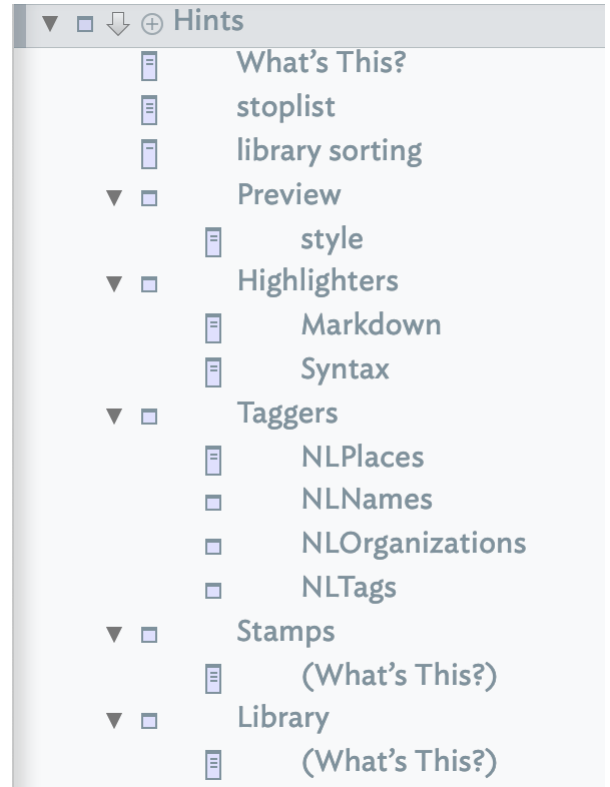 Hints
What’s This?
stoplist
library sorting
Preview
style
Highlighters
Markdown
Syntax
Taggers
NLPlaces
NLNames
NLOrganizations
NLTags
Stamps
(What’s This?)
Library
(What’s This?)